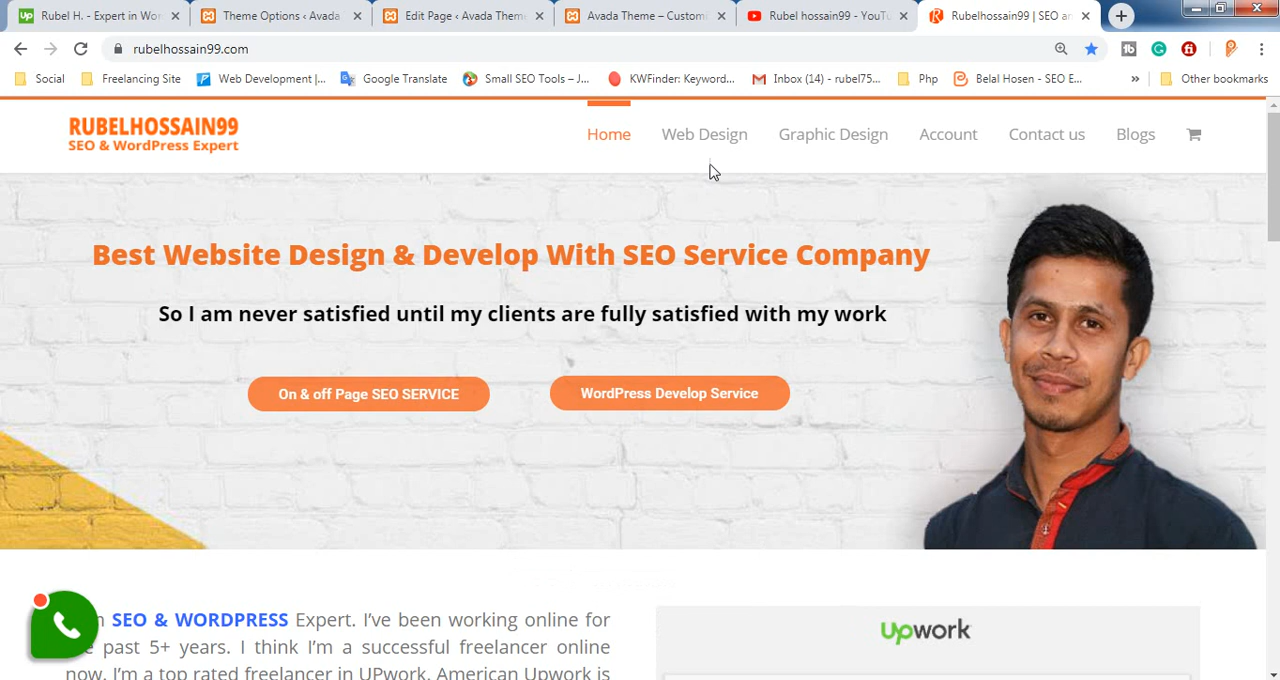 Rubel H. - Expert in Wor
Theme Options ‹ Avada
Edit Page ‹ Avada Them
Avada Theme – Customi
Rubel hossain99 - YouTu
Rubelhossain99 | SEO an
rubelhossain99.com
Social
Freelancing Site
Web Development |...
Google Translate
Small SEO Tools – J...
KWFinder: Keywor...
Inbox (14) - rubel75...
Php
Belal Hosen - SEO E...
»
Other bookmarks
RUBELHOSSAIN99
SEO & WordPress Expert
Home
Web Design
Graphic Design
Account
Contact us
Blogs
Best Website Design & Develop With SEO Service Company
So I am never satisfied until my clients are fully satisfied with my work
On & off Page SEO SERVICE
WordPress Develop Service
SEO & WORDPRESS Expert. I’ve been working online for
past 5+ years. I think I’m a successful freelancer online
now. I’m a top rated freelancer in UPwork. American Upwork is
Upwork